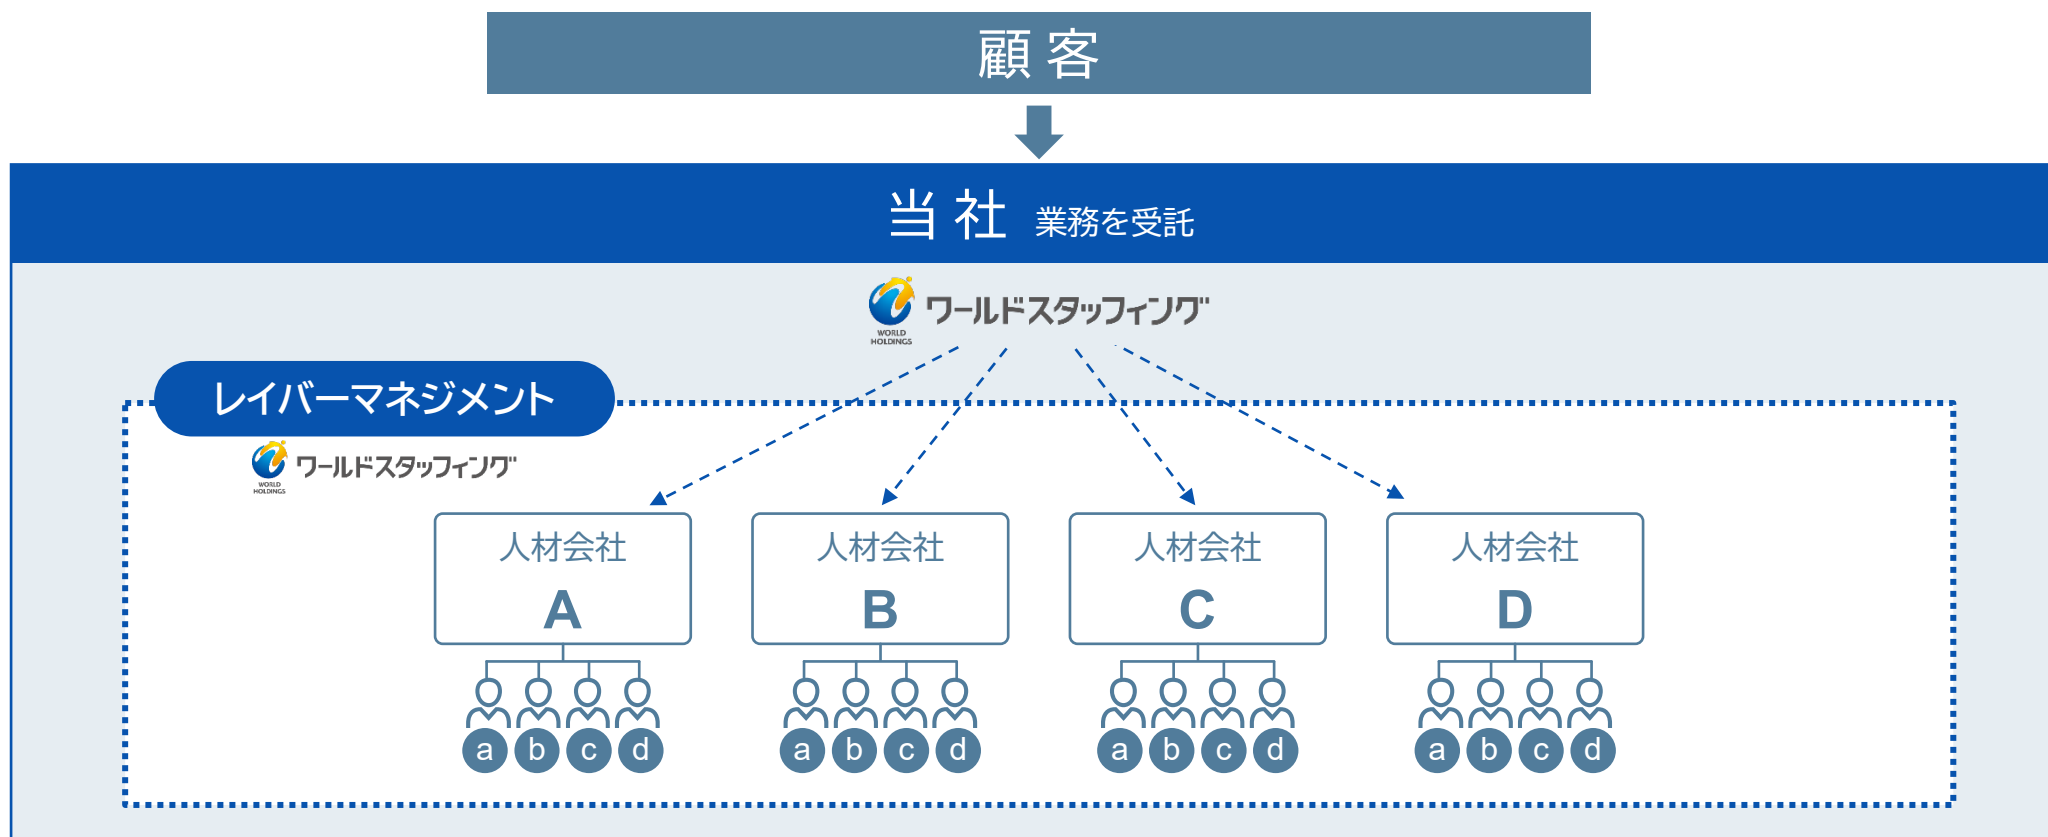 顧客
当社 業務を受託
WORLD
HOLDINGS
ワールドスタッフィング
レイバーマネジメント
WORLD
HOLDINGS
ワールドスタッフィング
人材会社
A
人材会社
B
人材会社
C
人材会社
D
a b c d
a b c d
a b c d
a b c d